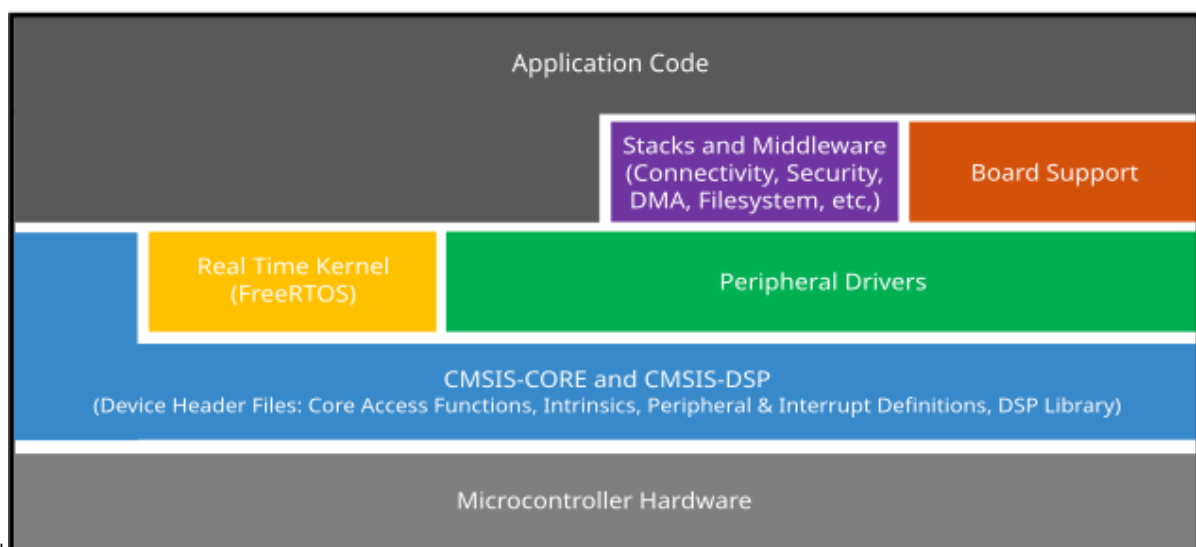 Application Code
Stacks and Middleware
(Connectivity, Security,
DMA, Filesystem, etc,)
Board Support
Real Time Kernel
(FreeRTOS)
Peripheral Drivers
CMSIS-CORE and CMSIS-DSP
(Device Header Files: Core Access Functions, Intrinsics, Peripheral & Interrupt Definitions, DSP Library)
Microcontroller Hardware